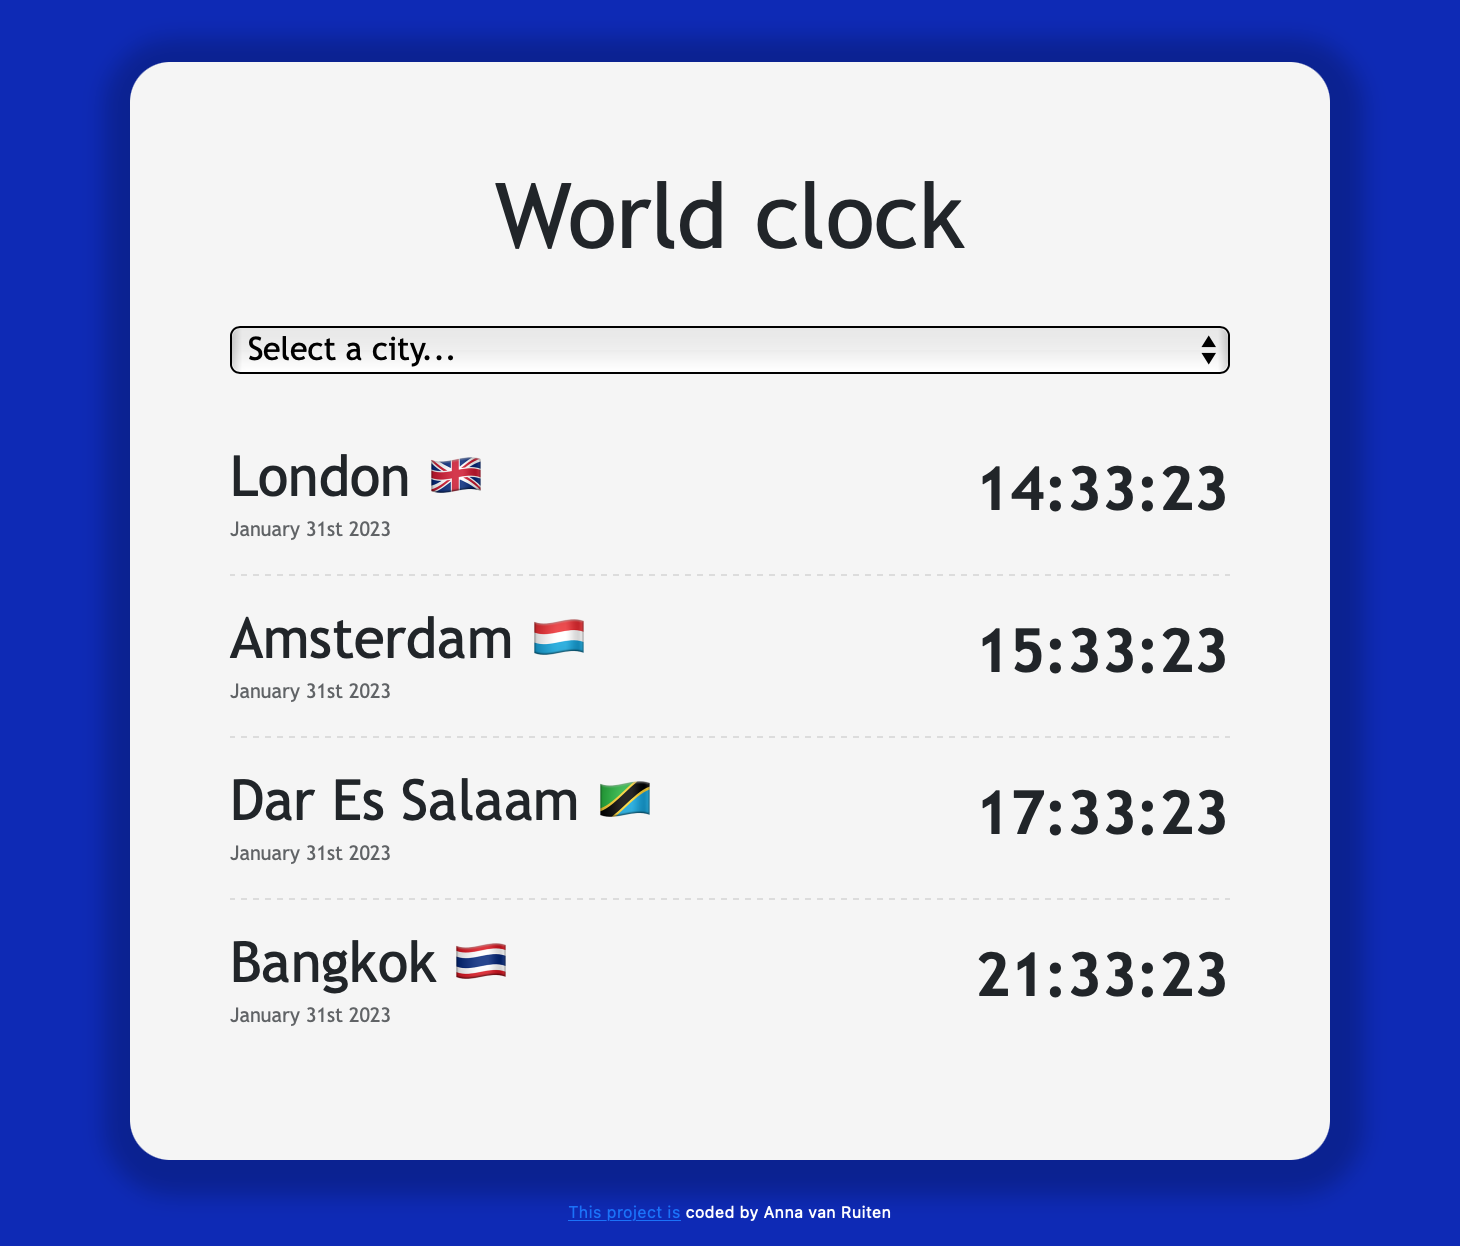 World clock
Select a city...
London 🇬🇧
14:33:23
January 31st 2023
Amsterdam 🇱🇺
15:33:23
January 31st 2023
Dar Es Salaam 🇹🇿
17:33:23
January 31st 2023
Bangkok 🇹🇭
21:33:23
January 31st 2023
This project is coded by Anna van Ruiten